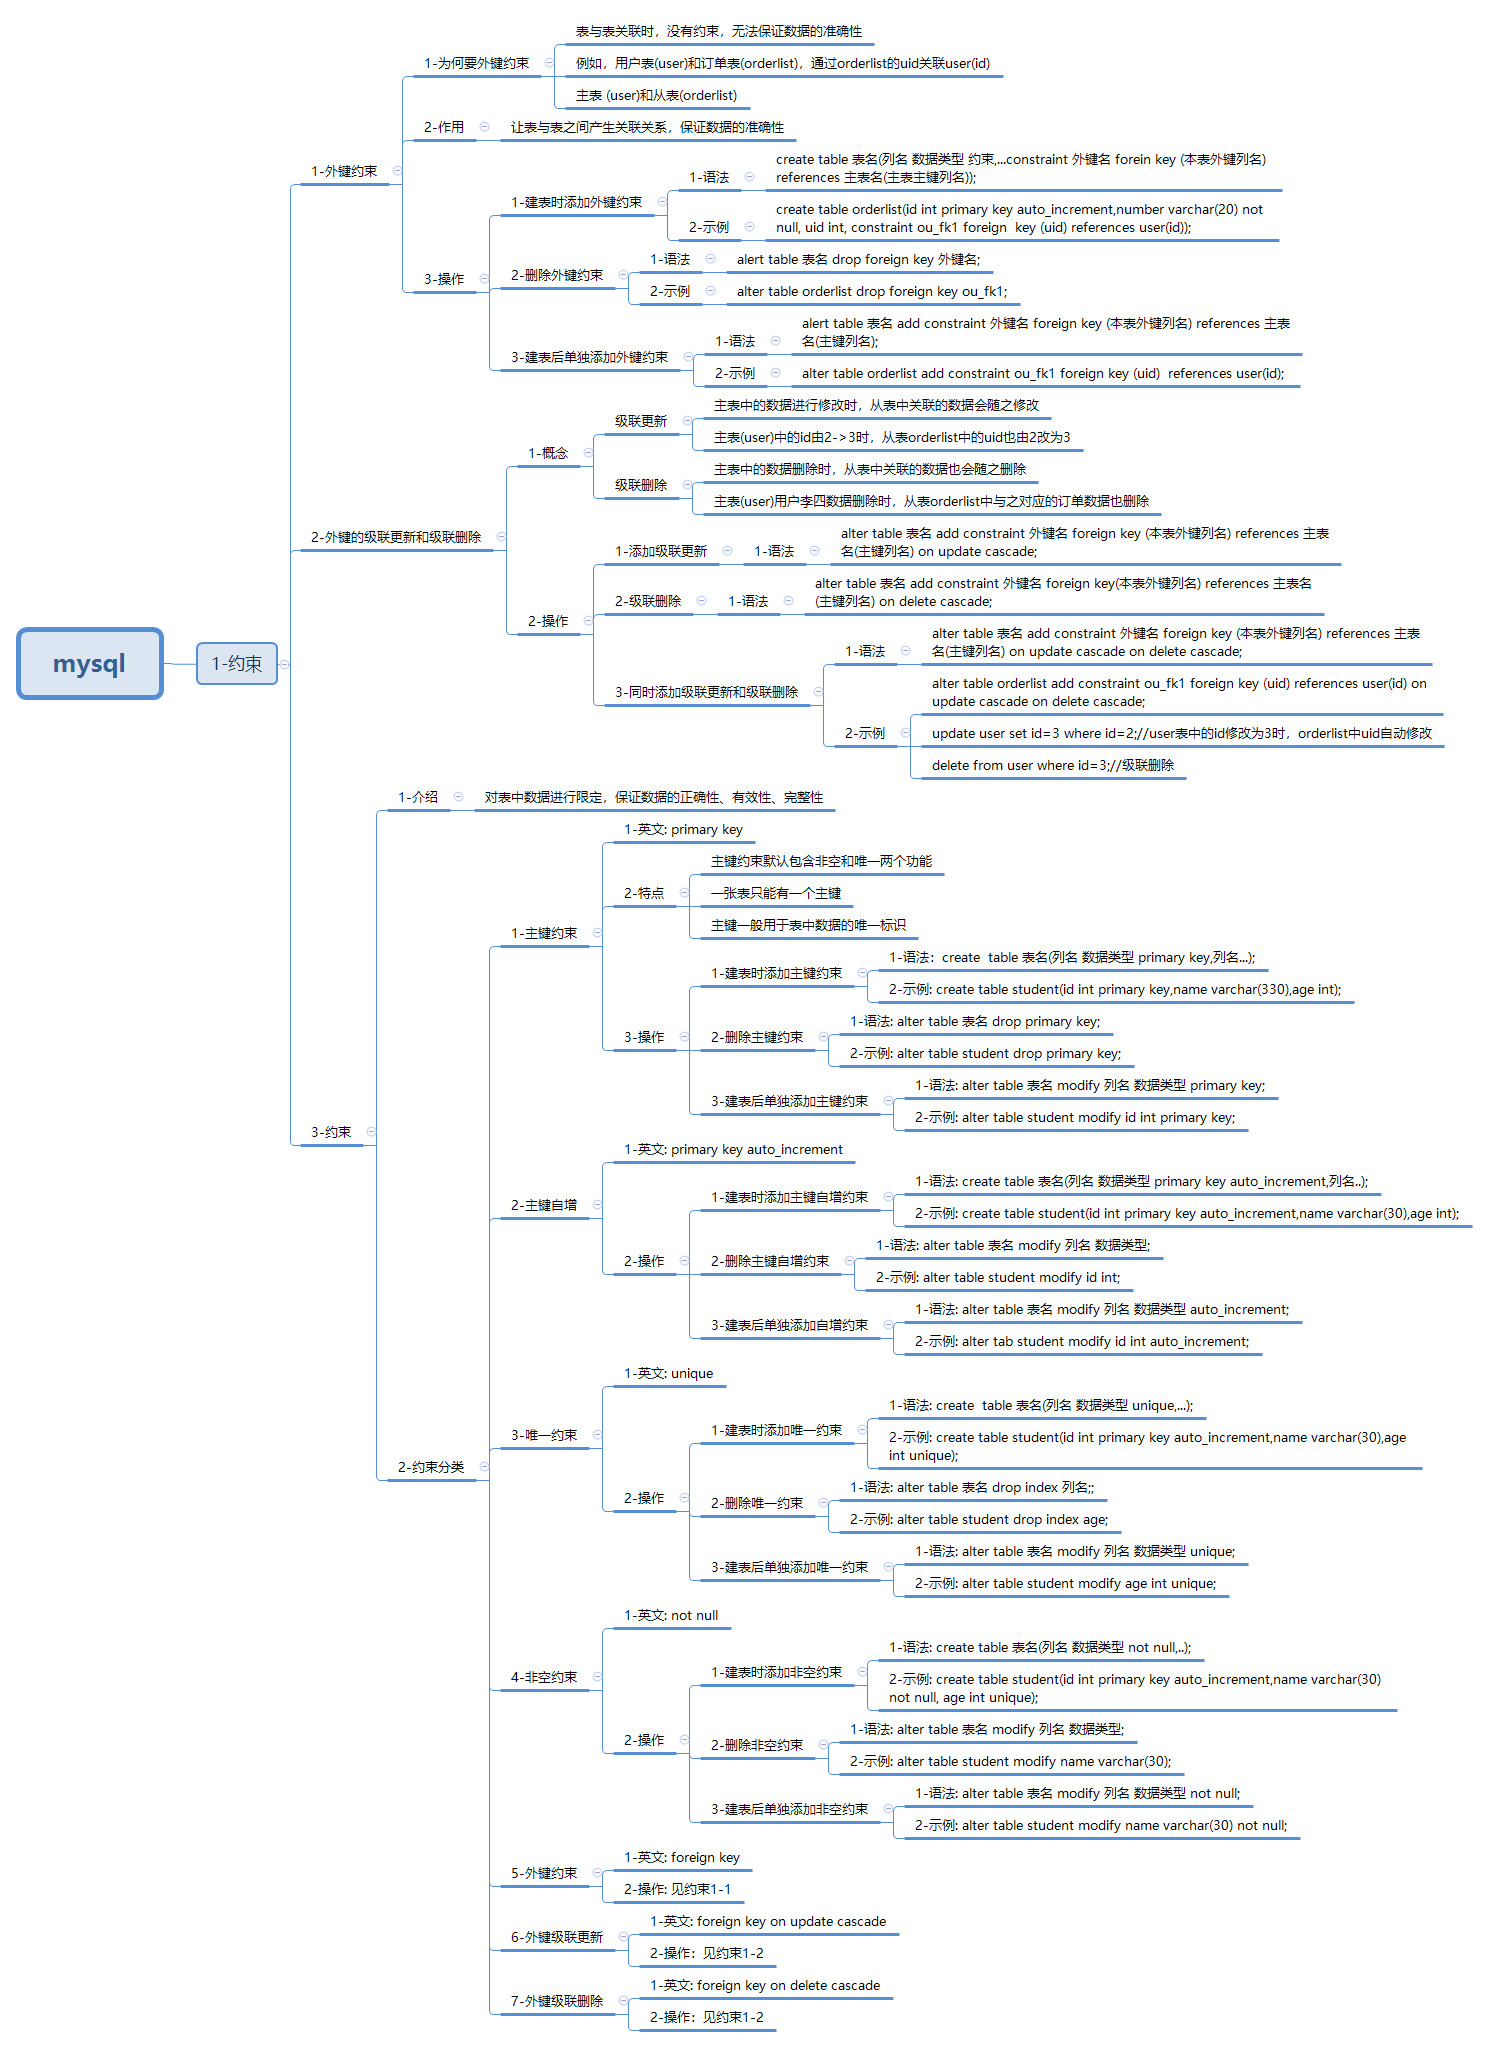 mysql
1-约束
1-外键约束
1-为何要外键约束
表与表关联时，没有约束，无法保证数据的准确性
例如，用户表(user)和订单表(orderlist)，通过orderlist的uid关联user(id)
主表 (user)和从表(orderlist)
2-作用
让表与表之间产生关联关系，保证数据的准确性
3-操作
1-建表时添加外键约束
1-语法
create table 表名(列名 数据类型 约束,...constraint 外键名 forein key (本表外键列名)
references 主表名(主表主键列名));
2-示例
create table orderlist(id int primary key auto_increment,number varchar(20) not
null, uid int, constraint ou_fk1 foreign  key (uid) references user(id));
2-删除外键约束
1-语法
alert table 表名 drop foreign key 外键名;
2-示例
alter table orderlist drop foreign key ou_fk1;
3-建表后单独添加外键约束
1-语法
alert table 表名 add constraint 外键名 foreign key (本表外键列名) references 主表
名(主键列名);
2-示例
alter table orderlist add constraint ou_fk1 foreign key (uid)  references user(id);
2-外键的级联更新和级联删除
1-概念
级联更新
主表中的数据进行修改时，从表中关联的数据会随之修改
主表(user)中的id由2->3时，从表orderlist中的uid也由2改为3
级联删除
主表中的数据删除时，从表中关联的数据也会随之删除
主表(user)用户李四数据删除时，从表orderlist中与之对应的订单数据也删除
2-操作
1-添加级联更新
1-语法
alter table 表名 add constraint 外键名 foreign key (本表外键列名) references 主表
名(主键列名) on update cascade;
2-级联删除
1-语法
alter table 表名 add constraint 外键名 foreign key(本表外键列名) references 主表名
(主键列名) on delete cascade;
3-同时添加级联更新和级联删除
1-语法
alter table 表名 add constraint 外键名 foreign key (本表外键列名) references 主表
名(主键列名) on update cascade on delete cascade;
2-示例
alter table orderlist add constraint ou_fk1 foreign key (uid) references user(id) on
update cascade on delete cascade;
update user set id=3 where id=2;//user表中的id修改为3时，orderlist中uid自动修改
delete from user where id=3;//级联删除
3-约束
1-介绍
对表中数据进行限定，保证数据的正确性、有效性、完整性
2-约束分类
1-主键约束
1-英文: primary key
2-特点
主键约束默认包含非空和唯一两个功能
一张表只能有一个主键
主键一般用于表中数据的唯一标识
3-操作
1-建表时添加主键约束
1-语法：create  table 表名(列名 数据类型 primary key,列名...);
2-示例: create table student(id int primary key,name varchar(330),age int);
2-删除主键约束
1-语法: alter table 表名 drop primary key;
2-示例: alter table student drop primary key;
3-建表后单独添加主键约束
1-语法: alter table 表名 modify 列名 数据类型 primary key;
2-示例: alter table student modify id int primary key;
2-主键自增
1-英文: primary key auto_increment
2-操作
1-建表时添加主键自增约束
1-语法: create table 表名(列名 数据类型 primary key auto_increment,列名..);
2-示例: create table student(id int primary key auto_increment,name varchar(30),age int);
2-删除主键自增约束
1-语法: alter table 表名 modify 列名 数据类型;
2-示例: alter table student modify id int;
3-建表后单独添加自增约束
1-语法: alter table 表名 modify 列名 数据类型 auto_increment;
2-示例: alter tab student modify id int auto_increment;
3-唯一约束
1-英文: unique
2-操作
1-建表时添加唯一约束
1-语法: create  table 表名(列名 数据类型 unique,...);
2-示例: create table student(id int primary key auto_increment,name varchar(30),age
int unique);
2-删除唯一约束
1-语法: alter table 表名 drop index 列名;;
2-示例: alter table student drop index age;
3-建表后单独添加唯一约束
1-语法: alter table 表名 modify 列名 数据类型 unique;
2-示例: alter table student modify age int unique;
4-非空约束
1-英文: not null
2-操作
1-建表时添加非空约束
1-语法: create table 表名(列名 数据类型 not null,..);
2-示例: create table student(id int primary key auto_increment,name varchar(30)
not null, age int unique);
2-删除非空约束
1-语法: alter table 表名 modify 列名 数据类型;
2-示例: alter table student modify name varchar(30);
3-建表后单独添加非空约束
1-语法: alter table 表名 modify 列名 数据类型 not null;
2-示例: alter table student modify name varchar(30) not null;
5-外键约束
1-英文: foreign key
2-操作: 见约束1-1
6-外键级联更新
1-英文: foreign key on update cascade
2-操作：见约束1-2
7-外键级联删除
1-英文: foreign key on delete cascade
2-操作：见约束1-2